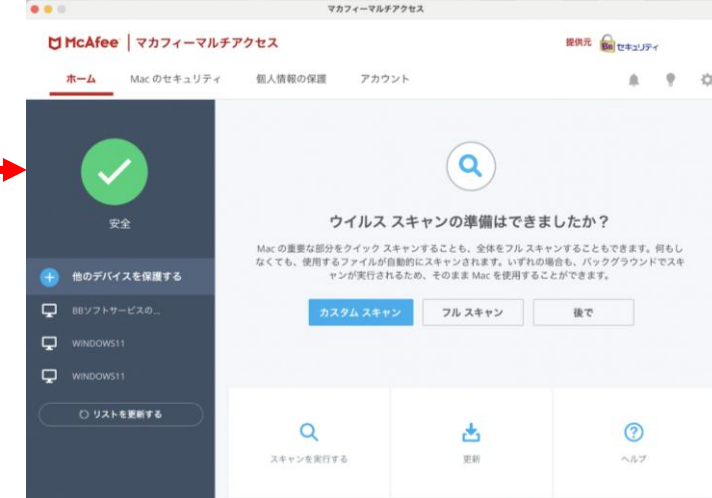 マカフィーマルチアクセス
McAfee マカフィーマルチアクセス
提供元 BB セキュリティ
ホーム Mac のセキュリティ 個人情報の保護 アカウント
安全
他のデバイスを保護する
BBソフトサービスの...
WINDOWS11
WINDOWS11
リストを更新する
ウイルス スキャンの準備はできましたか？
Mac の重要な部分をクイック スキャンすることも、全体をフル スキャンすることもできます。何もし
なくても、使用するファイルが自動的にスキャンされます。いずれの場合も、バックグラウンドでスキ
ャンが実行されるため、そのまま Mac を使用することができます。
カスタム スキャン フル スキャン 後で
スキャンを実行する 更新 ヘルプ